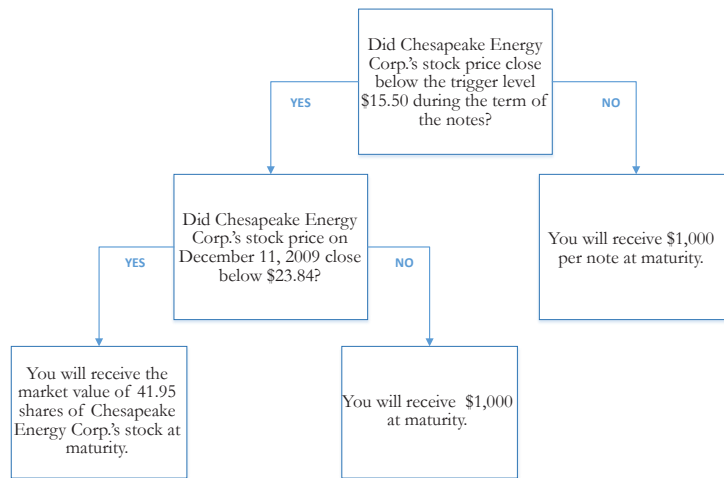 Did Chesapeake Energy
Corp.'s stock price close
below the trigger level
$15.50 during the term of
the notes?
YES
NO
Did Chesapeake Energy
Corp.'s stock price on
December 11, 2009 close
below $23.84?
You will receive $1,000
per note at maturity.
YES
NO
You will receive the
market value of 41.95
shares of Chesapeake
Energy Corp.'s stock at
maturity.
You will receive $1,000
at maturity.